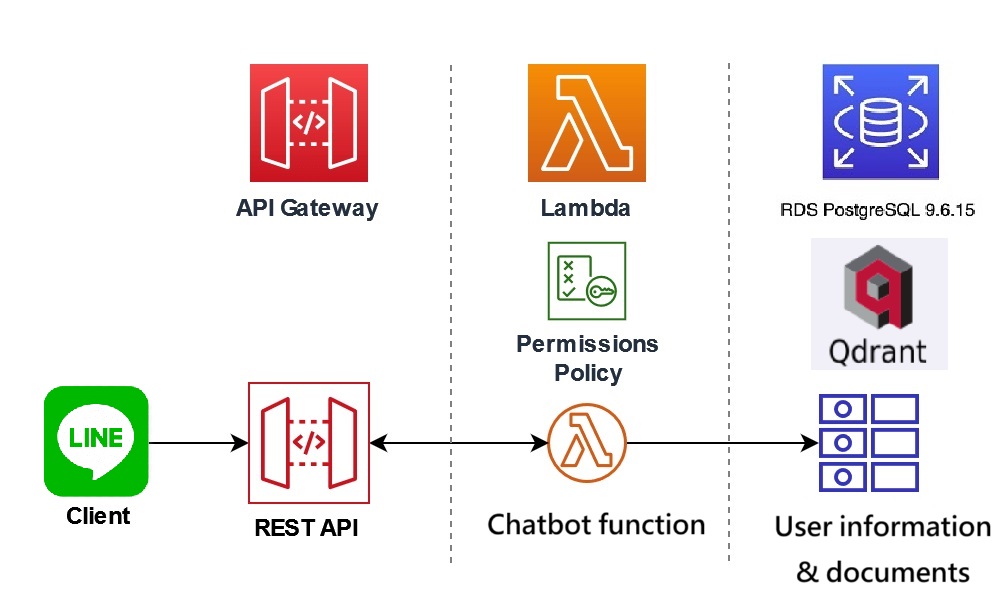 API Gateway
Lambda
RDS PostgreSQL 9.6.15
Permissions
Policy
Qdrant
LINE
Client
REST API
Chatbot function
User information
& documents